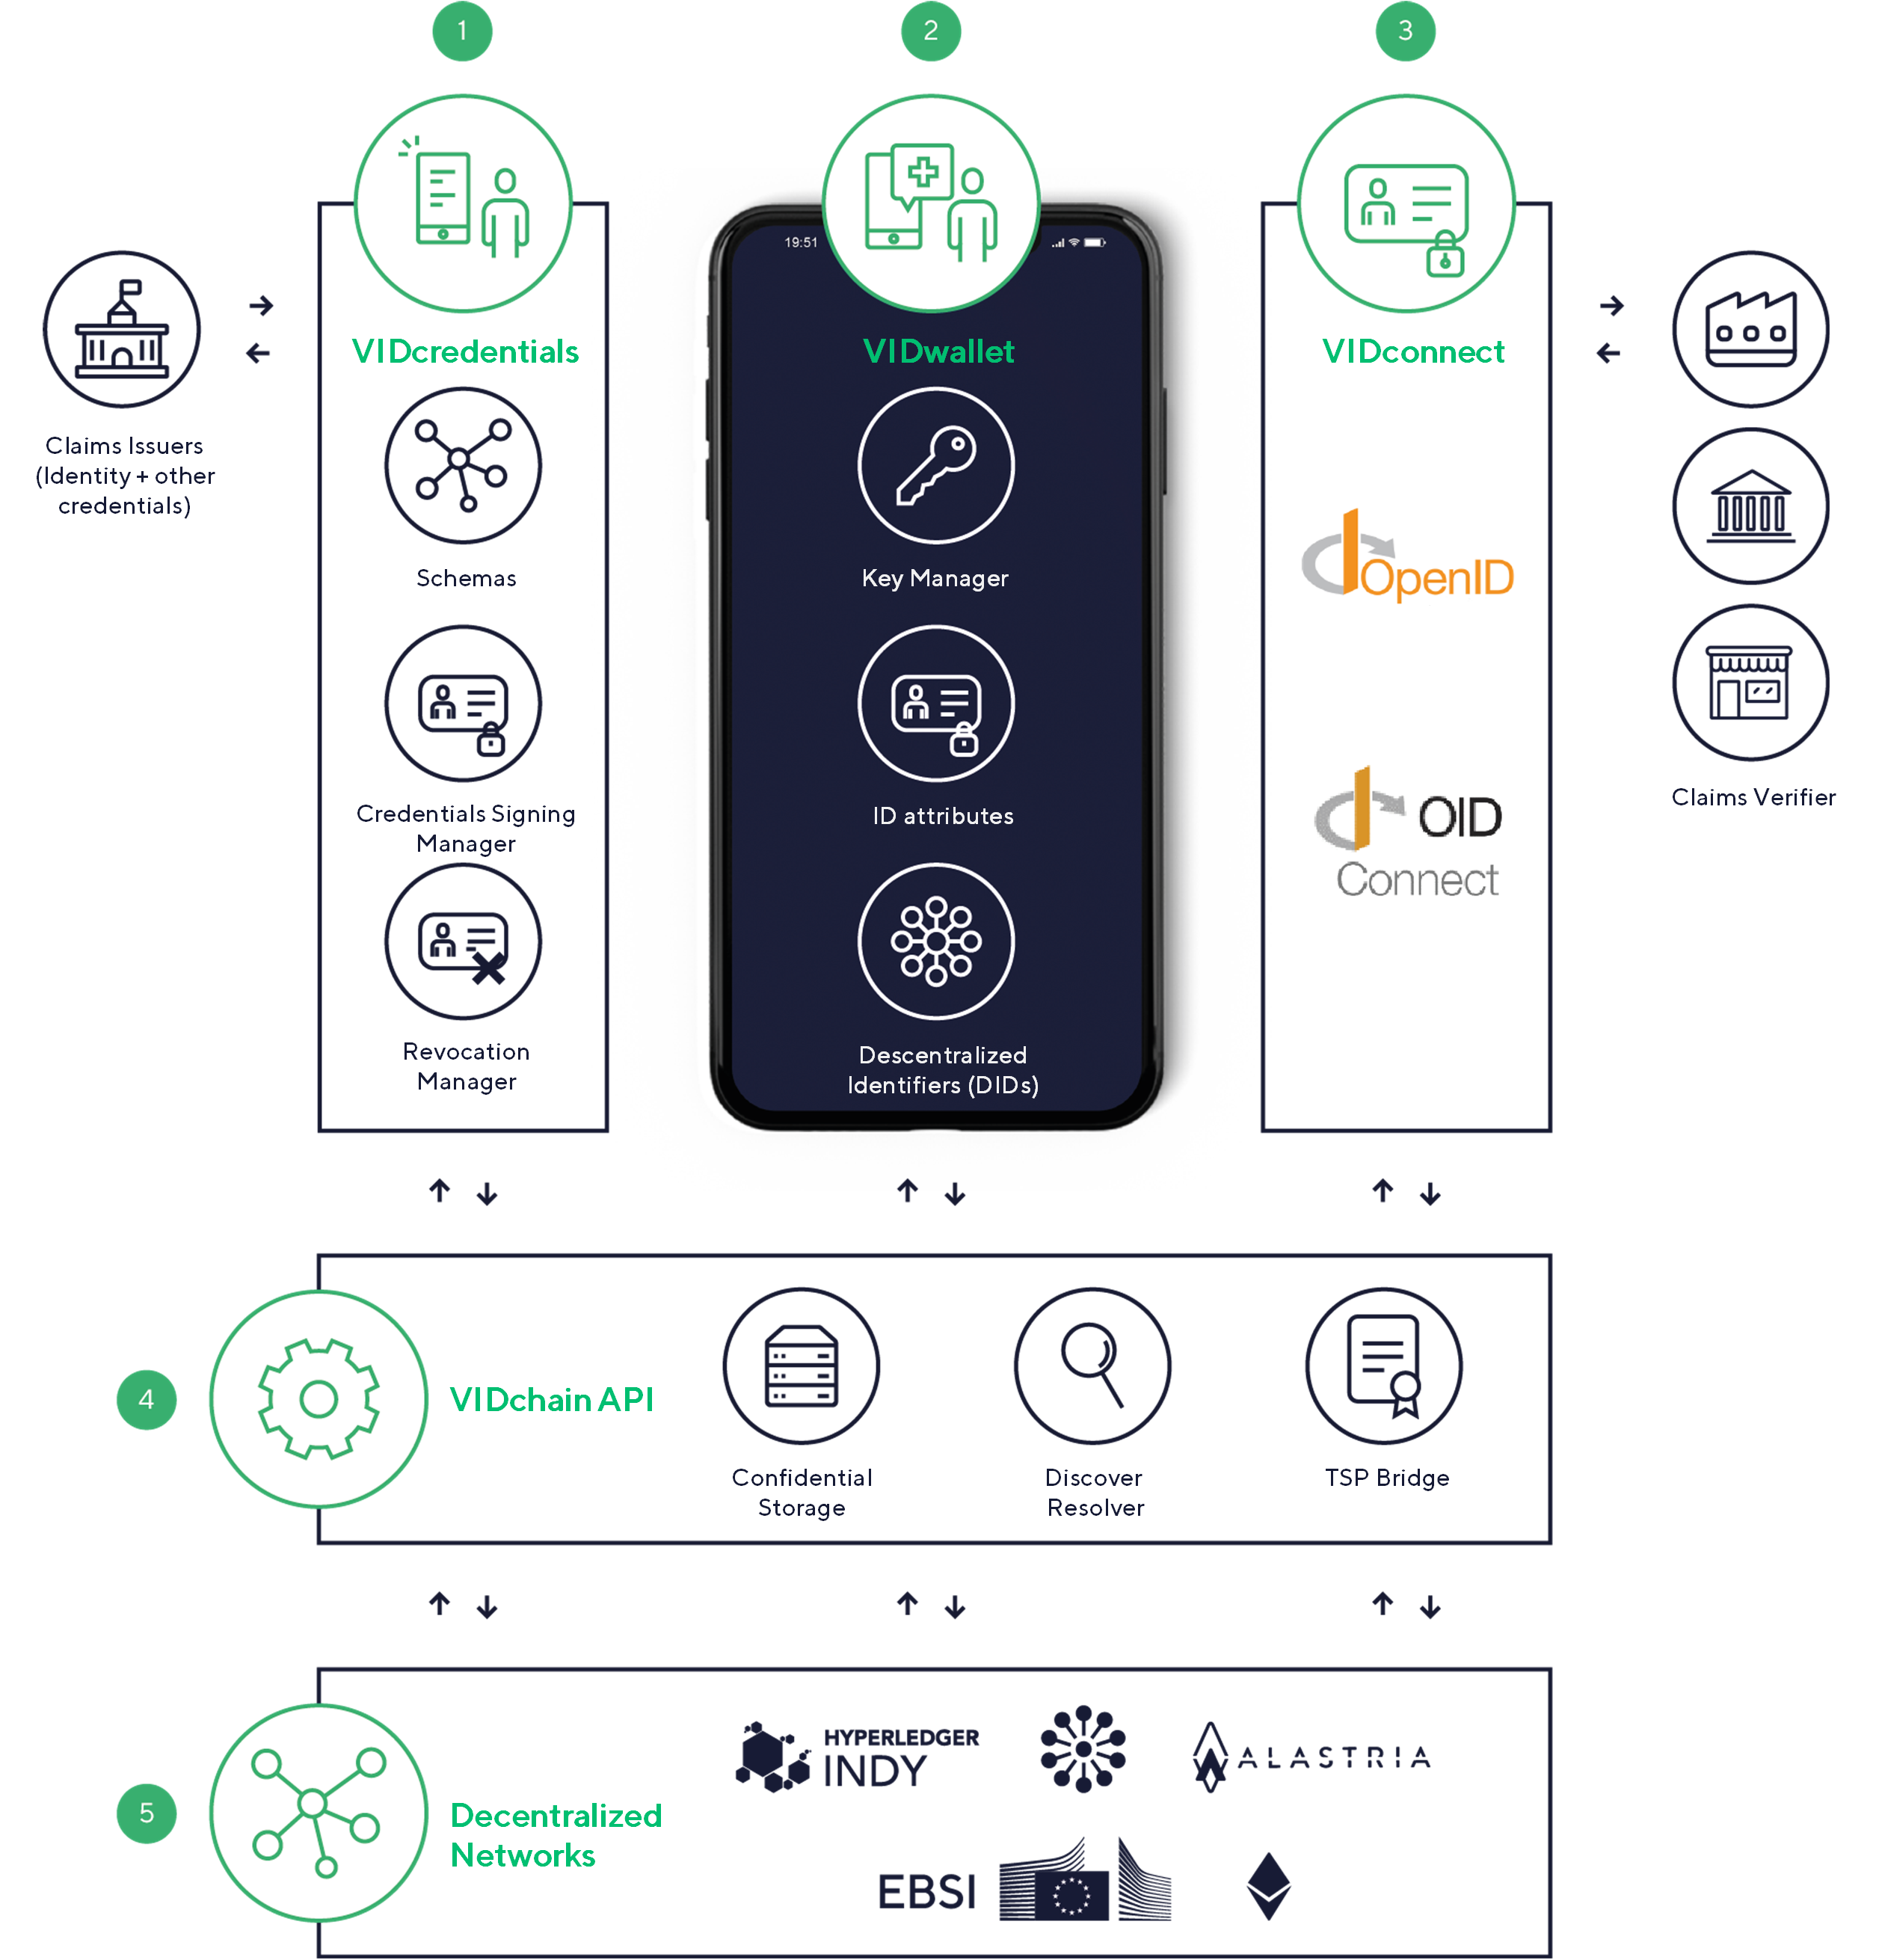 1
2
3
19:51
VIDcredentials
VIDwallet
VIDconnect
Claims Issuers
(Identity + other
credentials)
Schemas
Key Manager
OpenID
Credentials Signing
Manager
ID attributes
OID
Connect
Claims Verifier
Revocation
Manager
Descentralized
Identifiers (DIDs)
4
VIDchain API
Confidential
Storage
Discover
Resolver
TSP Bridge
5
Decentralized
Networks
HYPERLEDGER
INDY
ALASTRIA
EBSI